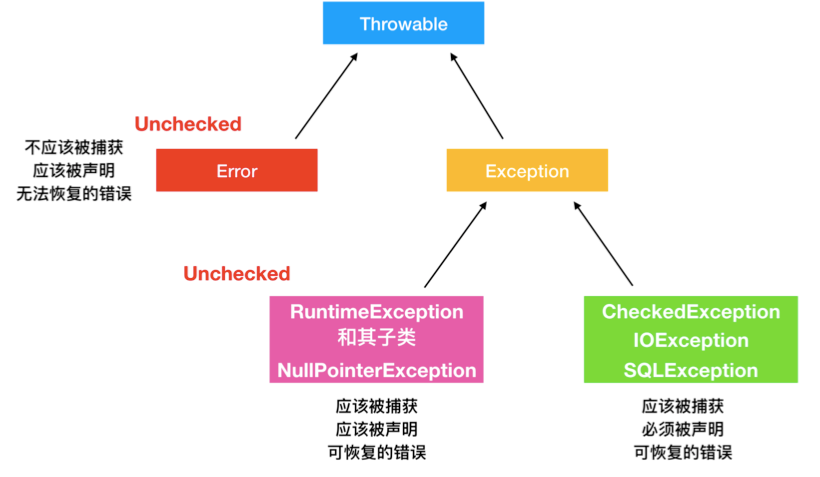 Throwable
Unchecked
不应该被捕获
应该被声明
无法恢复的错误
Error
Exception
Unchecked
RuntimeException
和其子类
NullPointerException
CheckedException
IOException
SQLException
应该被捕获
应该被声明
可恢复的错误
应该被捕获
必须被声明
可恢复的错误